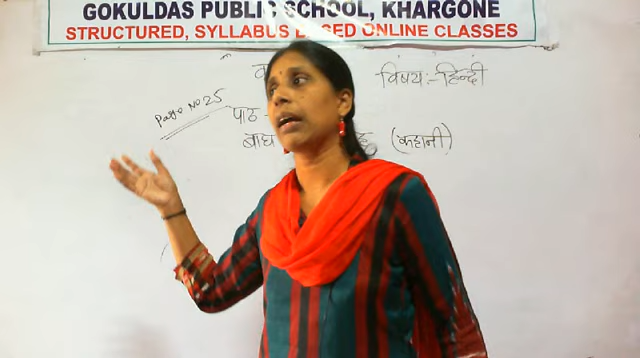 GOKULDAS PUBLIC SCHOOL, KHARGONE
STRUCTURED, SYLLABUS BASED ONLINE CLASSES
विषय:-हिन्दी
Page No 25
पाठ
बाघ (कहानी)